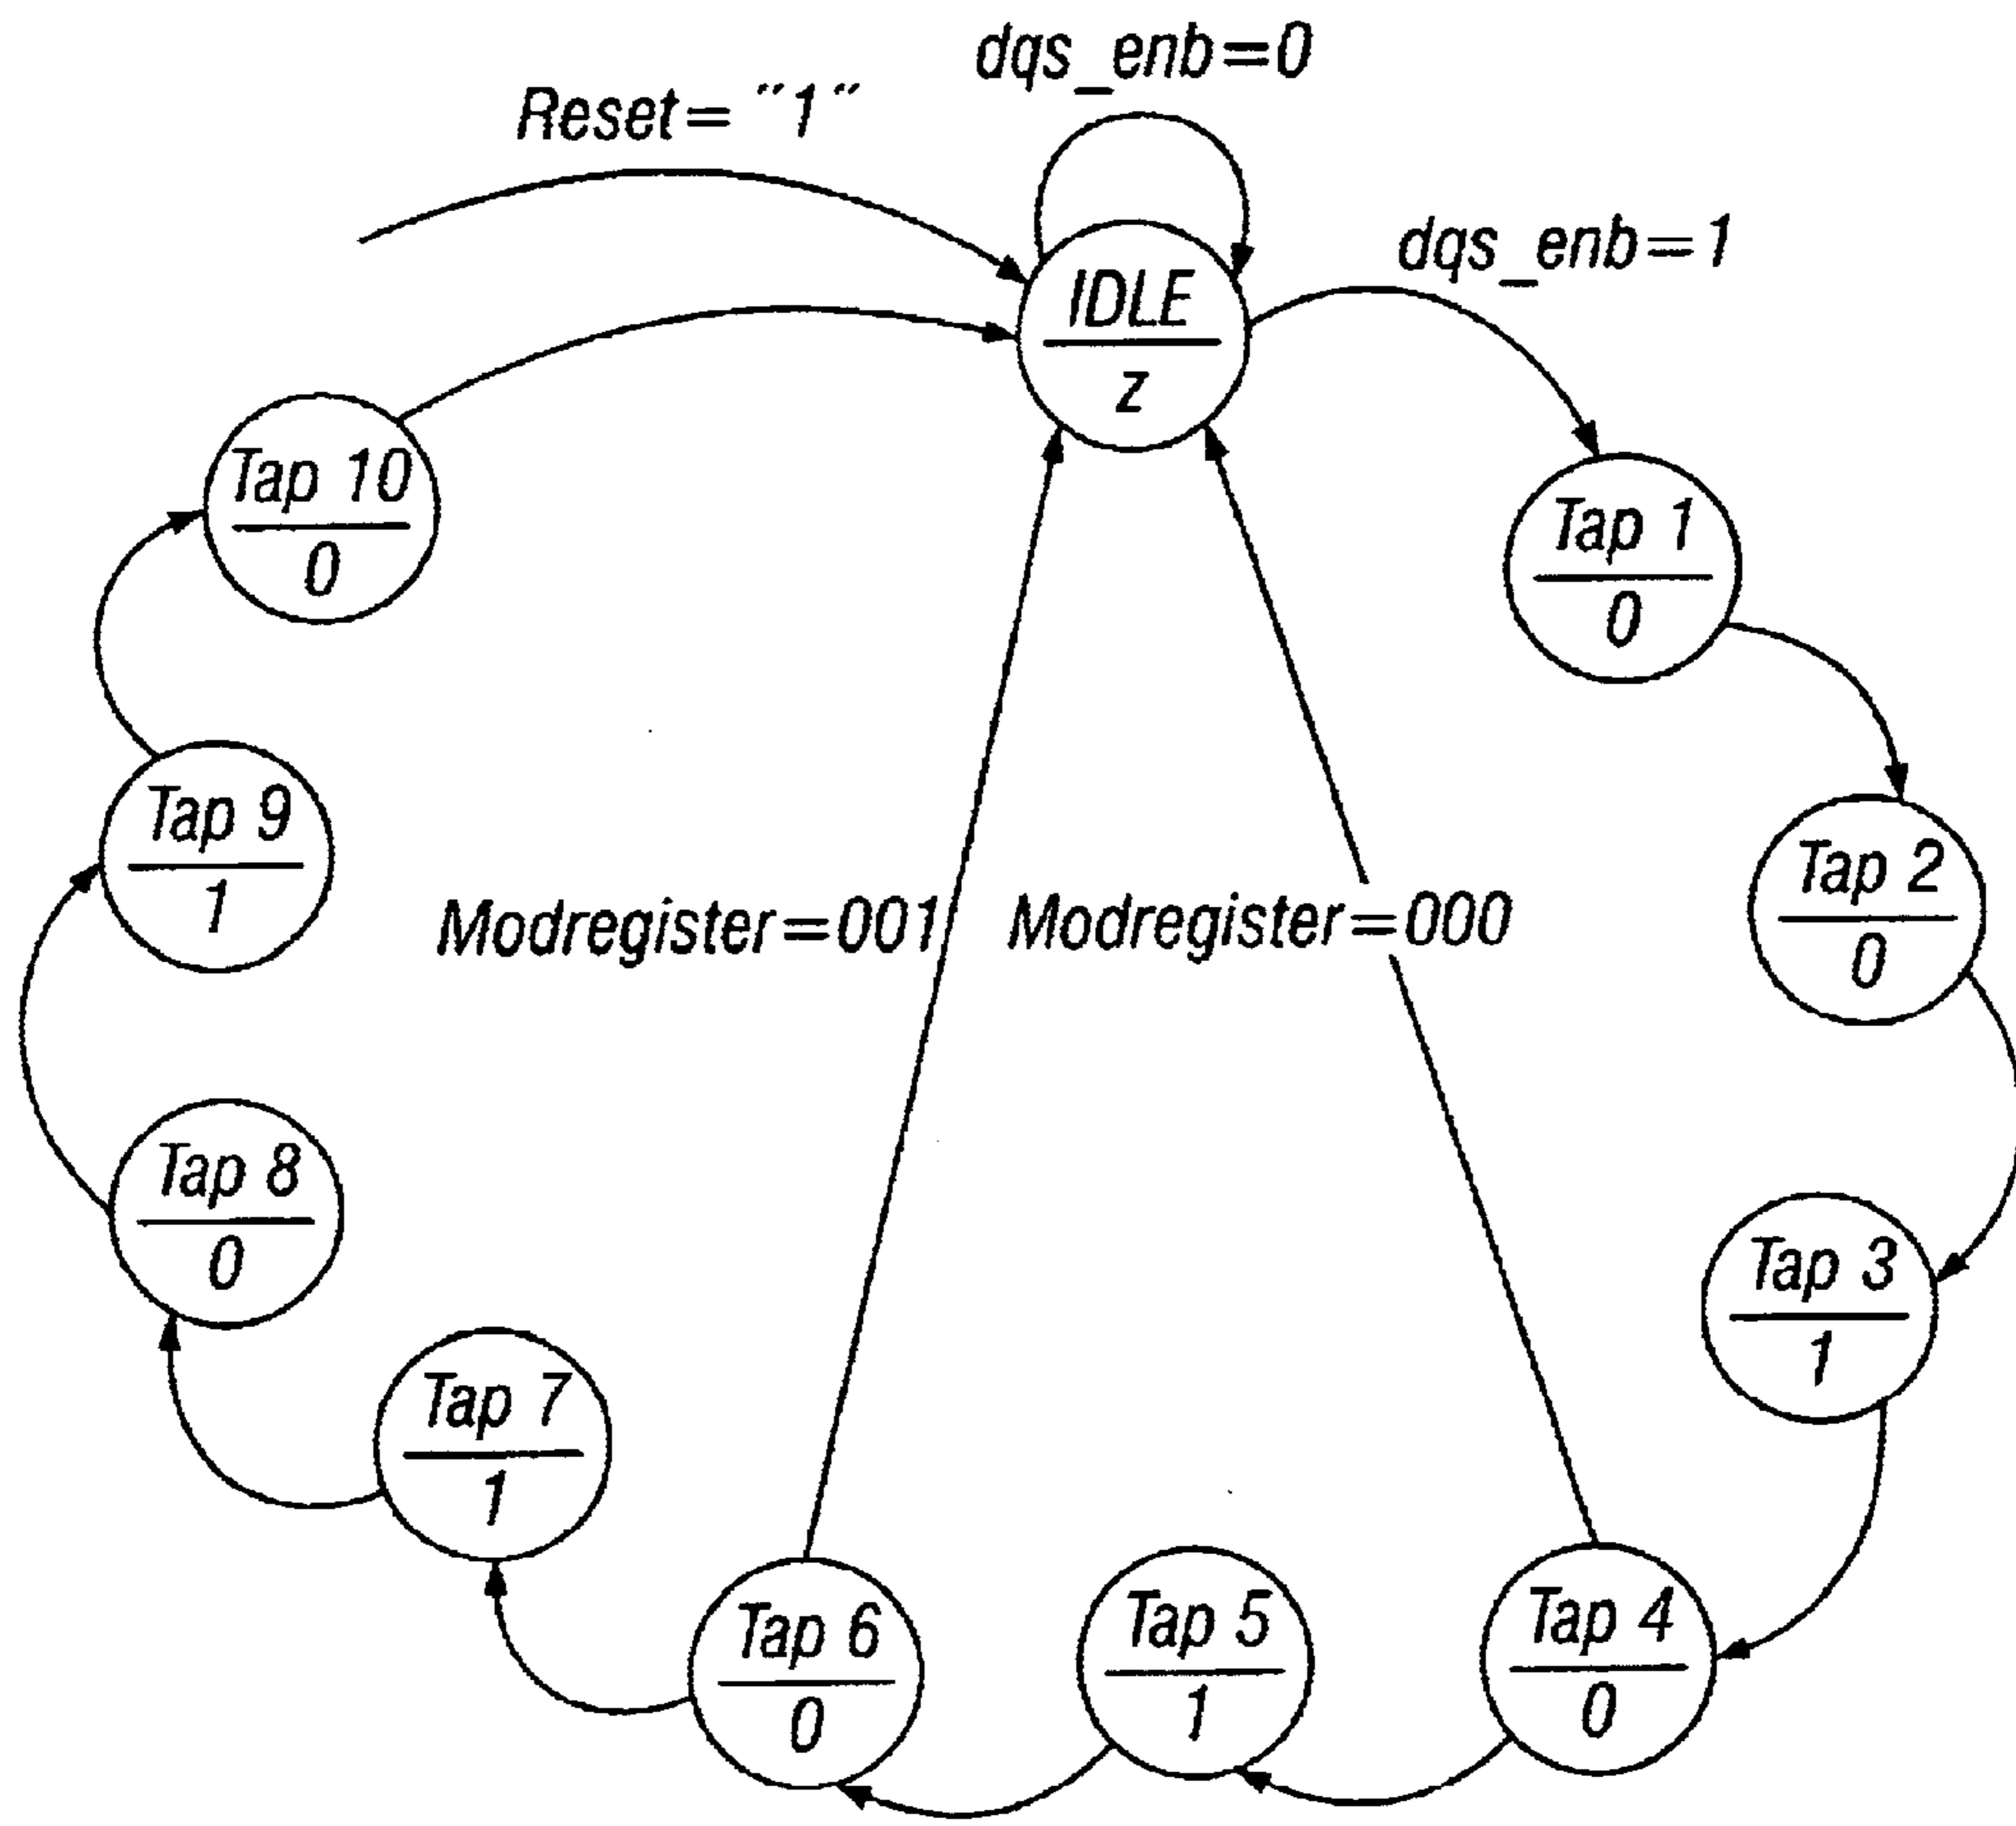 dqs_enb=0
Reset= "1"
dqs_enb=1
IDLE
z
Tap 1
0
Tap 2
0
Tap 3
1
Tap 4
0
Tap 5
1
Tap 6
0
Tap 7
1
Tap 8
0
Tap 9
1
Tap 10
0
Modregister=001
Modregister=000